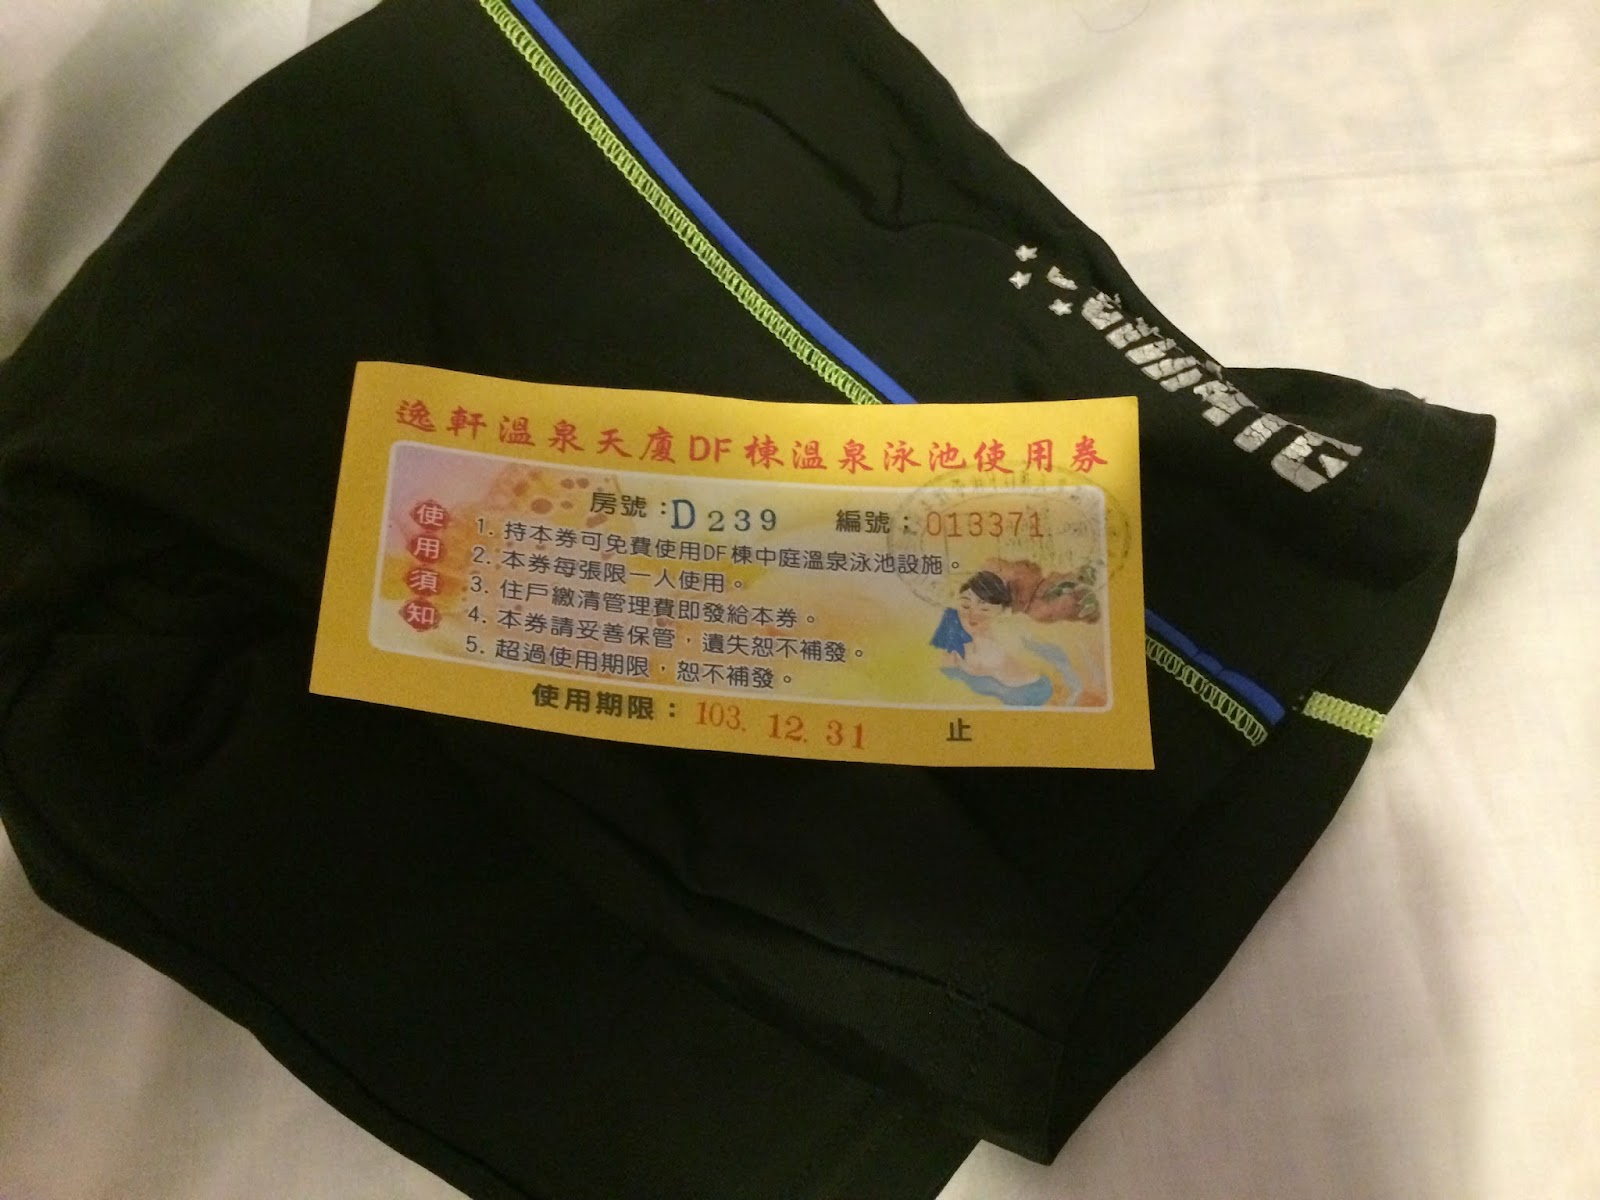 逸軒溫泉天廈DF棟溫泉泳池使用券
房號：D239 編號：013371
使用須知
1. 持本券可免費使用DF棟中庭溫泉泳池設施。
2. 本券每張限一人使用。
3. 住戶繳清管理費即發給本券。
4. 本券請妥善保管，遺失恕不補發。
5. 超過使用期限，恕不補發。
使用期限：103. 12. 31 止